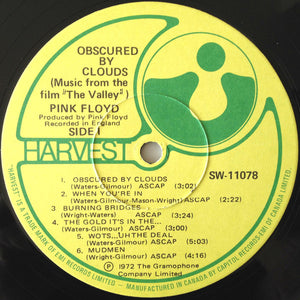 OBSCURED
BY
CLOUDS
(Music from the
film "The Valley")
PINK FLOYD
Produced by Pink Floyd
Recorded in England
SIDE 1
HARVEST
SW-11078
1. OBSCURED BY CLOUDS
(Waters-Gilmour) ASCAP (3:02)
2. WHEN YOU'RE IN
(Waters-Gilmour-Mason-Wright) ASCAP (2:22)
3. BURNING BRIDGES
(Wright-Waters) ASCAP (3:25)
4. THE GOLD IT'S IN THE...
(Waters-Gilmour) ASCAP (3:00)
5. WOTS...UH THE DEAL
(Waters-Gilmour) ASCAP (5:03)
6. MUDMEN
(Wright-Gilmour) ASCAP (4:16)
℗ 1972 The Gramophone
Company Limited
"HARVEST" IS A TRADE MARK OF EMI RECORDS LIMITED
MANUFACTURED IN CANADA BY CAPITOL RECORDS-EMI OF CANADA LIMITED.